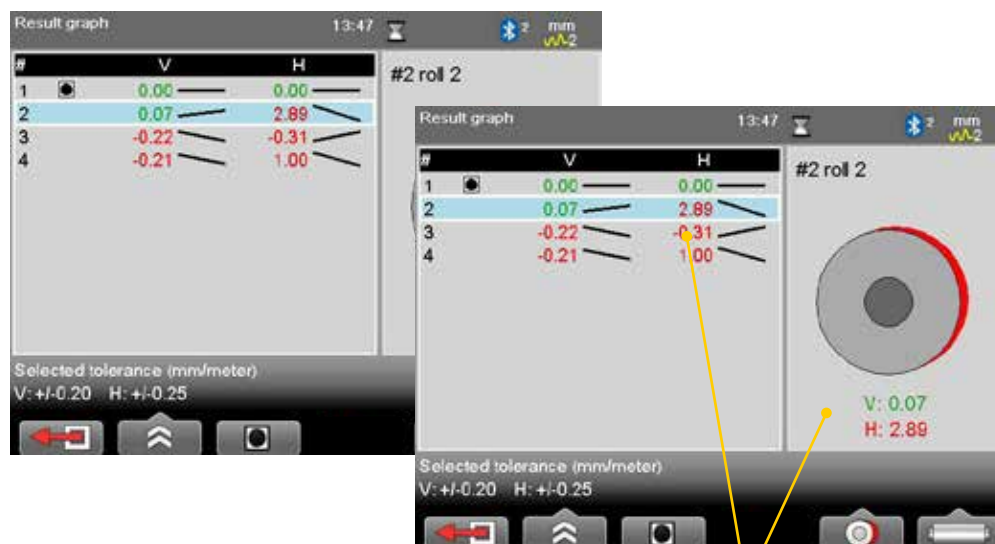 Result graph 13:47 2 mm
2
# V H
1 0.00 0.00
2 0.07 2.89
3 -0.22 -0.31
4 -0.21 1.00
#2 roll 2
Selected tolerance (mm/meter)
V: +/-0.20 H: +/-0.25
Result graph 13:47 2 mm
2
# V H
1 0.00 0.00
2 0.07 2.89
3 -0.22 -0.31
4 -0.21 1.00
#2 roll 2
V: 0.07
H: 2.89
Selected tolerance (mm/meter)
V: +/-0.20 H: +/-0.25